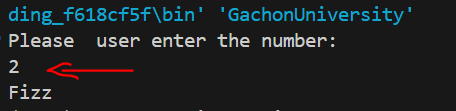 ding_f618cf5f\bin' 'GachonUniversity'
Please  user enter the number:
2
Fizz